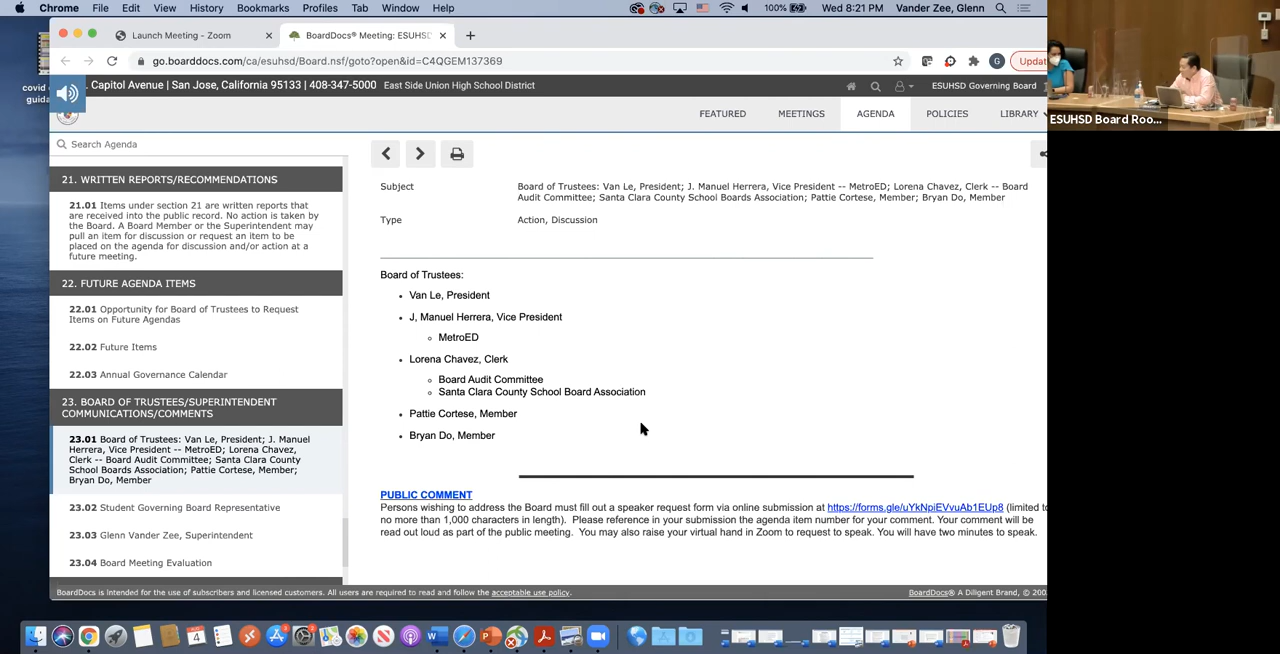 Chrome File Edit View History Bookmarks Profiles Tab Window Help 100% Wed 8:21 PM Vander Zee, Glenn
Launch Meeting - Zoom
BoardDocs® Meeting: ESUHSD
go.boarddocs.com/ca/esuhsd/Board.nsf/goto?open&id=C4QGEM137369
G
Updat
covid
guida
. Capitol Avenue | San Jose, California 95133 | 408-347-5000 East Side Union High School District
ESUHSD Governing Board
FEATURED MEETINGS AGENDA POLICIES LIBRARY
ESUHSD Board Roo...
Search Agenda
21. WRITTEN REPORTS/RECOMMENDATIONS
21.01 Items under section 21 are written reports
that are received into the public record. No action is taken by
the Board. A Board Member or the Superintendent may
pull an item for discussion or request an item to be
placed on the agenda for discussion and/or action at a
future meeting.
22. FUTURE AGENDA ITEMS
22.01 Opportunity for Board of Trustees to Request
Items on Future Agendas
22.02 Future Items
22.03 Annual Governance Calendar
23. BOARD OF TRUSTEES/SUPERINTENDENT
COMMUNICATIONS/COMMENTS
23.01 Board of Trustees: Van Le, President; J. Manuel
Herrera, Vice President -- MetroED; Lorena Chavez,
Clerk -- Board Audit Committee; Santa Clara County
School Boards Association; Pattie Cortese, Member;
Bryan Do, Member
23.02 Student Governing Board Representative
23.03 Glenn Vander Zee, Superintendent
23.04 Board Meeting Evaluation
Subject
Board of Trustees: Van Le, President; J. Manuel Herrera, Vice President -- MetroED; Lorena Chavez, Clerk -- Board
Audit Committee; Santa Clara County School Boards Association; Pattie Cortese, Member; Bryan Do, Member
Type
Action, Discussion
Board of Trustees:
Van Le, President
J, Manuel Herrera, Vice President
MetroED
Lorena Chavez, Clerk
Board Audit Committee
Santa Clara County School Board Association
Pattie Cortese, Member
Bryan Do, Member
PUBLIC COMMENT
Persons wishing to address the Board must fill out a speaker request form via online submission at https://forms.gle/uYkNpiEVvuAb1EUp8 (limited to
no more than 1,000 characters in length). Please reference in your submission the agenda item number for your comment. Your comment will be
read out loud as part of the public meeting. You may also raise your virtual hand in Zoom to request to speak. You will have two minutes to speak.
BoardDocs is intended for the use of subscribers and licensed customers. All users are required to read and follow the acceptable use policy.
BoardDocs® A Diligent Brand, © 200